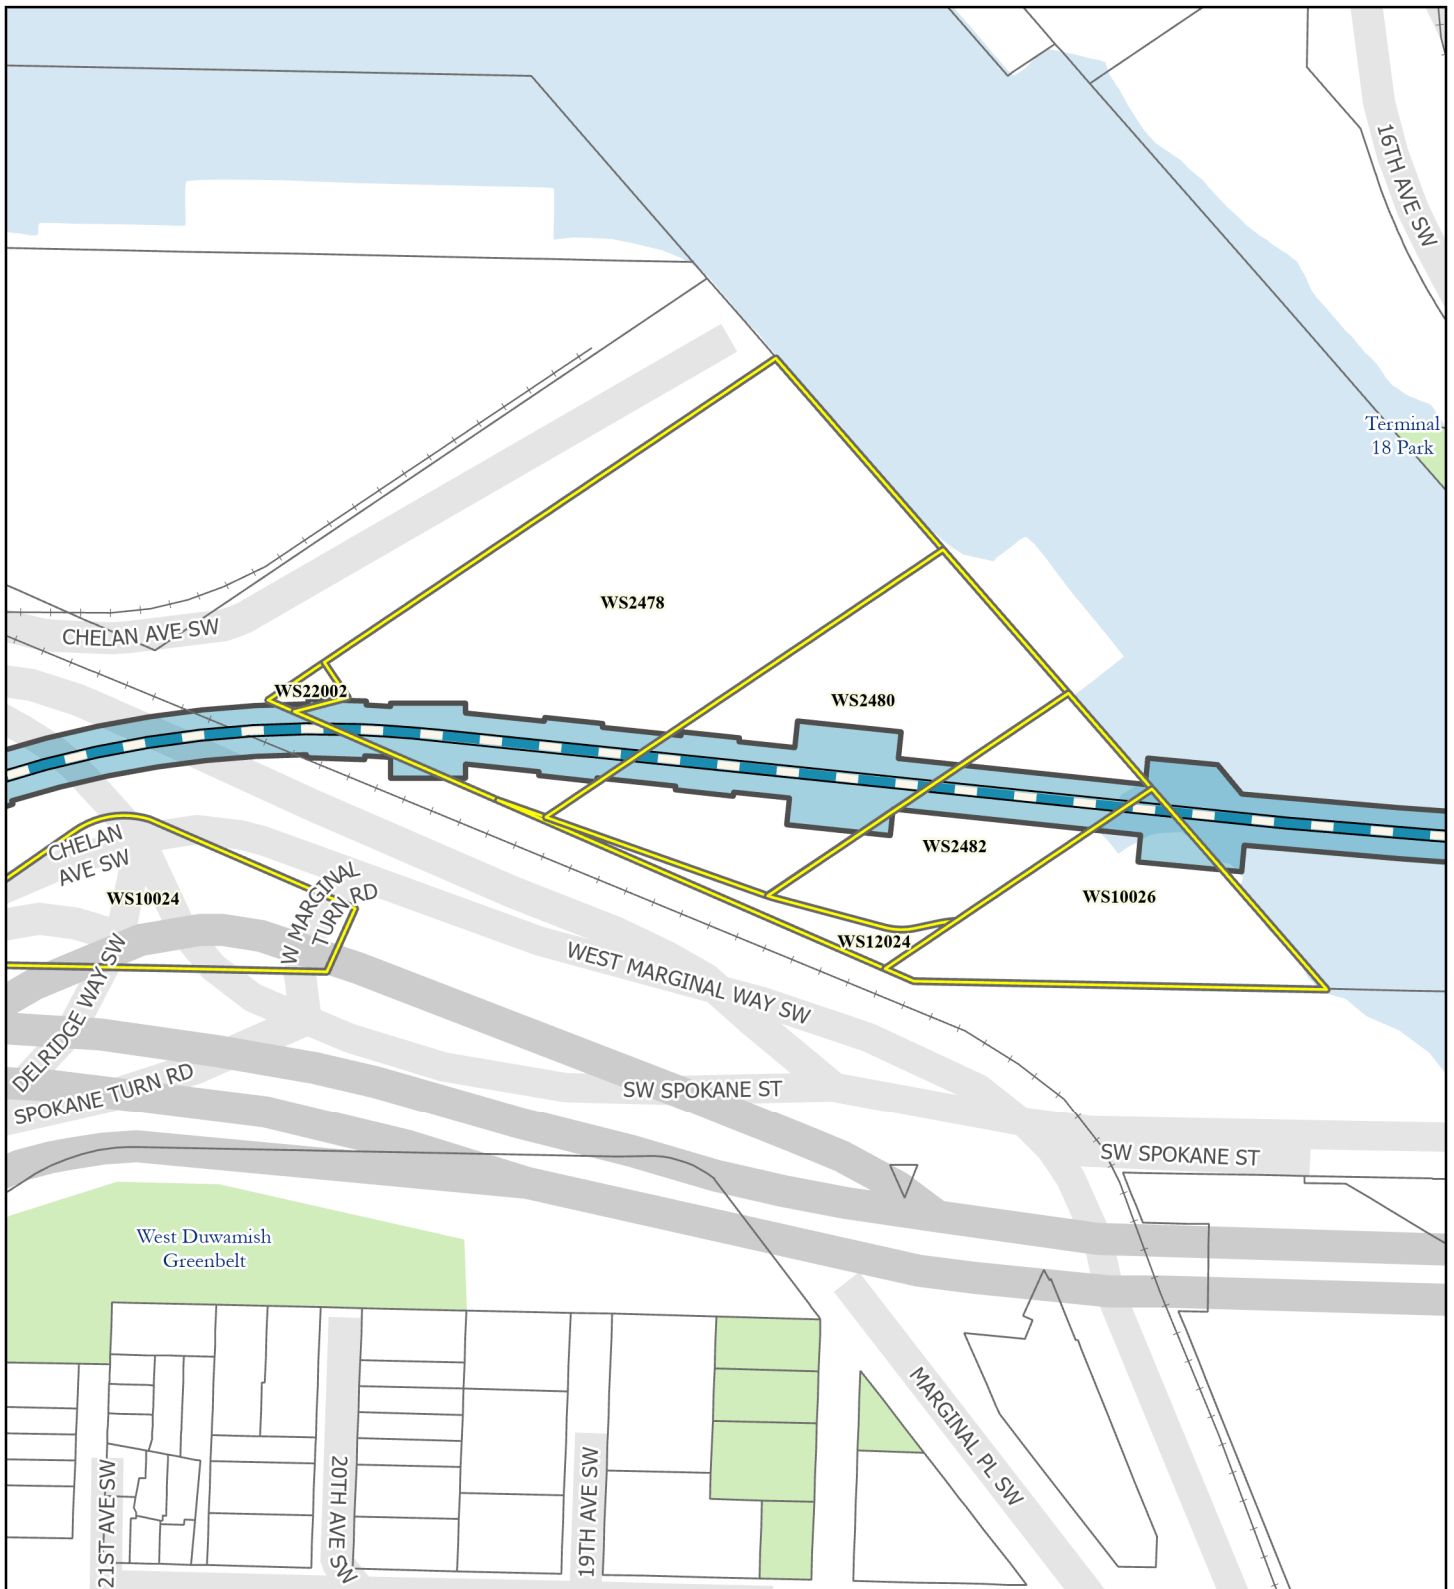 16TH AVE SW
Terminal
18 Park
WS2478
CHELAN AVE SW
WS22002
WS2480
CHELAN
AVE SW
WS2482
W MARGINAL
TURN RD
WS10024
WS10026
WS12024
WEST MARGINAL WAY SW
DELRIDGE WAY SW
SPOKANE TURN RD
SW SPOKANE ST
SW SPOKANE ST
West Duwamish
Greenbelt
MARGINAL PL SW
21ST AVE SW
20TH AVE SW
19TH AVE SW